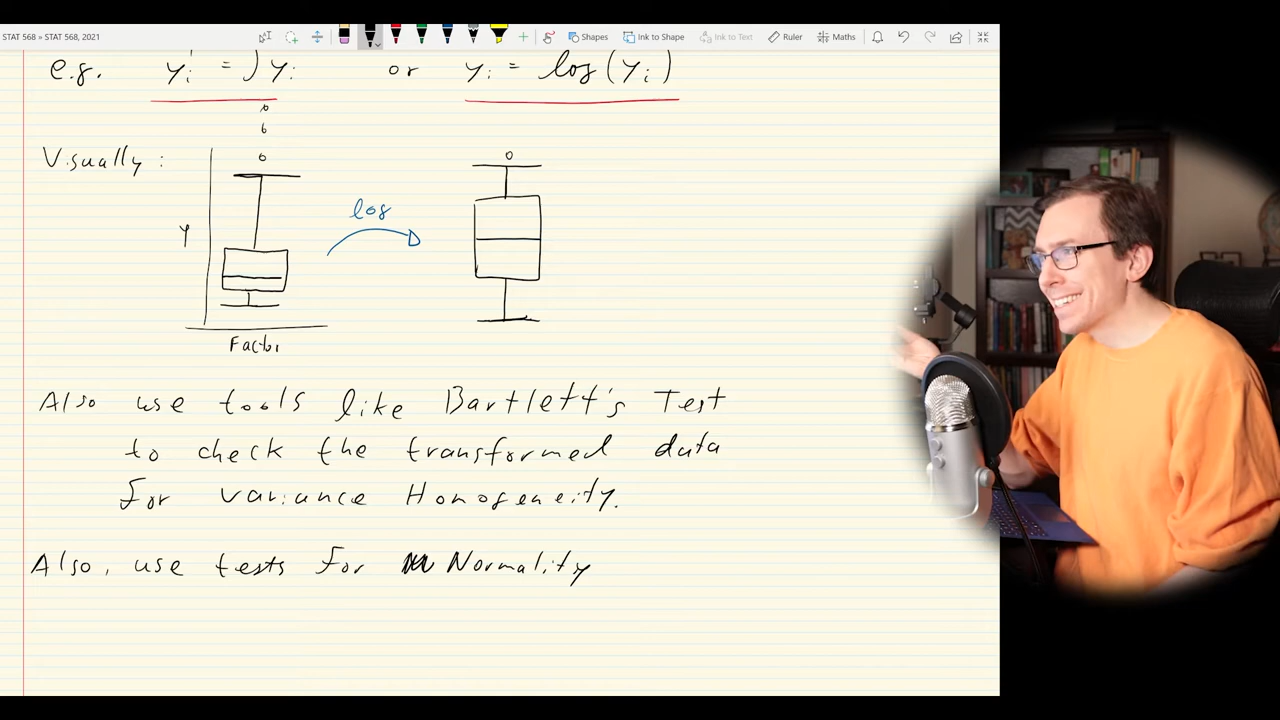 STAT 568 » STAT 568, 2021
Shapes Ink to Shape Ink to Text Ruler Maths
e.g. yᵢ' = √yᵢ or yᵢ = log(yᵢ)
Visually:
log
y
Factor
Also use tools like Bartlett's Test
to check the transformed data
for variance Homogeneity.
Also, use tests for Normality